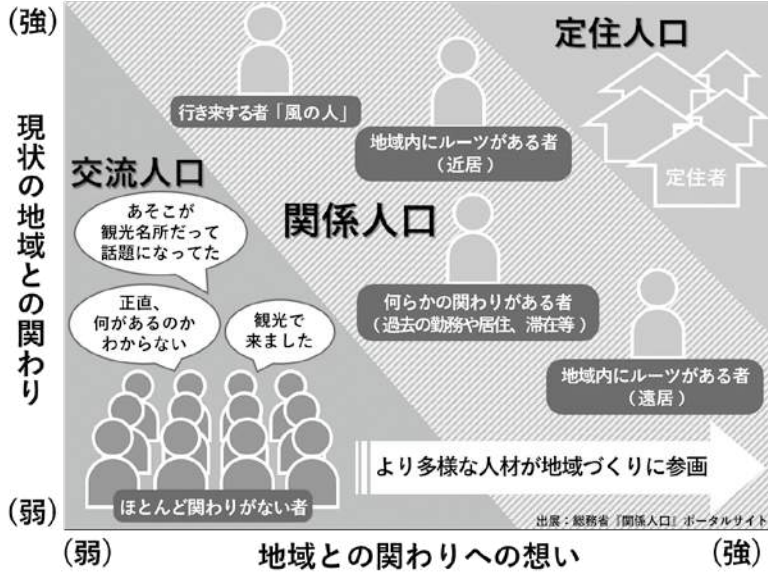 (強)
定住人口
行き来する者「風の人」
地域内にルーツがある者
(近居)
定住者
交流人口
現状の地域との関わり
あそこが
観光名所だって
話題になってた
関係人口
正直、
何があるのか
わからない
観光で
来ました
何らかの関わりがある者
(過去の勤務や居住、滞在等)
地域内にルーツがある者
(遠居)
より多様な人材が地域づくりに参画
ほとんど関わりがない者
出展:総務省『関係人口』ポータルサイト
(弱)
(弱)
地域との関わりへの想い
(強)